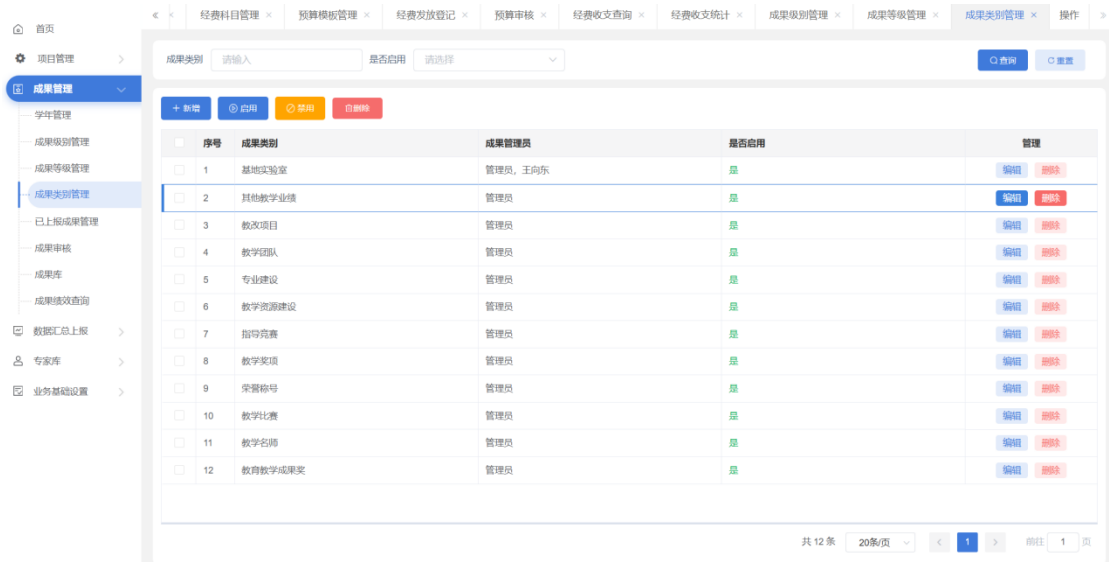 经费科目管理 × 预算模板管理 × 经费发放登记 × 预算审核 × 经费收支查询 × 经费收支统计 × 成果级别管理 × 成果等级管理 × 成果类别管理 × 操作
首页
项目管理
成果管理
学年管理
成果级别管理
成果等级管理
成果类别管理
已上报成果管理
成果审核
成果库
成果绩效查询
数据汇总上报
专家库
业务基础设置
成果类别 请输入 是否启用 请选择 查询 重置
+ 新增 启用 禁用 删除
序号 成果类别 成果管理员 是否启用 管理
1 基地实验室 管理员，王向东 是 编辑 删除
2 其他教学业绩 管理员 是 编辑 删除
3 教改项目 管理员 是 编辑 删除
4 教学团队 管理员 是 编辑 删除
5 专业建设 管理员 是 编辑 删除
6 教学资源建设 管理员 是 编辑 删除
7 指导竞赛 管理员 是 编辑 删除
8 教学奖项 管理员 是 编辑 删除
9 荣誉称号 管理员 是 编辑 删除
10 教学比赛 管理员 是 编辑 删除
11 教学名师 管理员 是 编辑 删除
12 教育教学成果奖 管理员 是 编辑 删除
共 12 条 20条/页 < 1 > 前往 1 页